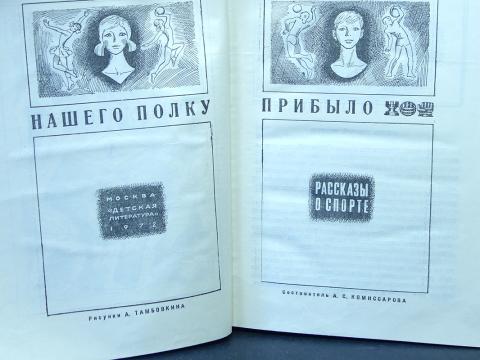 НАШЕГО ПОЛКУ
МОСКВА
«ДЕТСКАЯ
ЛИТЕРАТУРА»
Рисунки А. ТАМБОВКИНА
ПРИБЫЛО
РАССКАЗЫ
О СПОРТЕ
Составитель А. С. КОМИССАРОВА